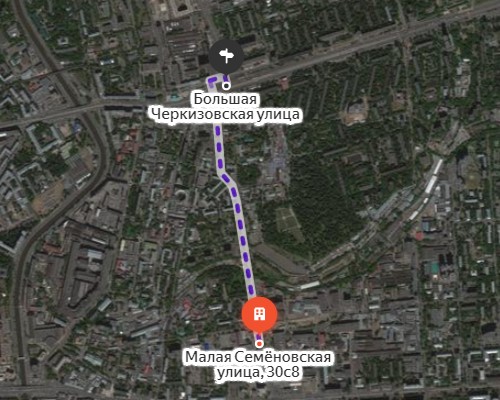 Большая
Черкизовская улица
Малая Семёновская
улица, 30с8